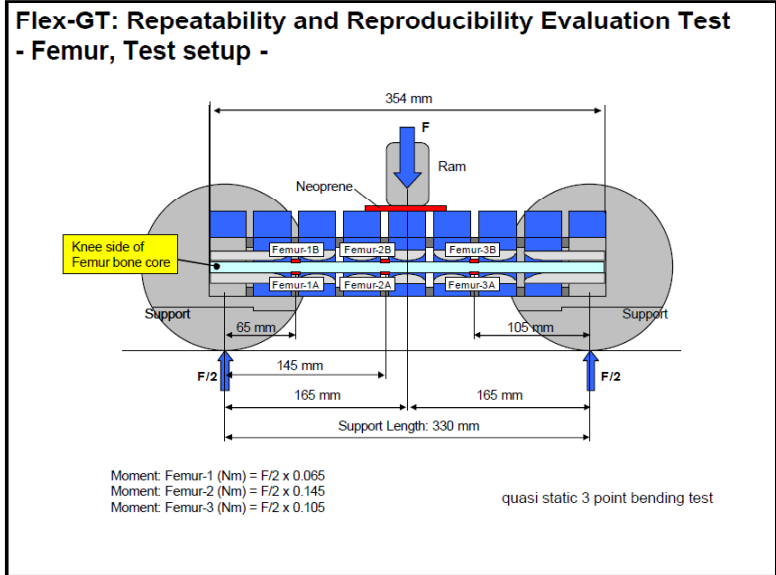 Flex-GT: Repeatability and Reproducibility Evaluation Test
- Femur, Test setup -
354 mm
F
Ram
Neoprene
Knee side of
Femur bone core
Femur-1B
Femur-2B
Femur-3B
Femur-1A
Femur-2A
Femur-3A
Support
Support
65 mm
105 mm
145 mm
F/2
F/2
165 mm
165 mm
Support Length: 330 mm
Moment: Femur-1 (Nm) = F/2 x 0.065
Moment: Femur-2 (Nm) = F/2 x 0.145
Moment: Femur-3 (Nm) = F/2 x 0.105
quasi static 3 point bending test